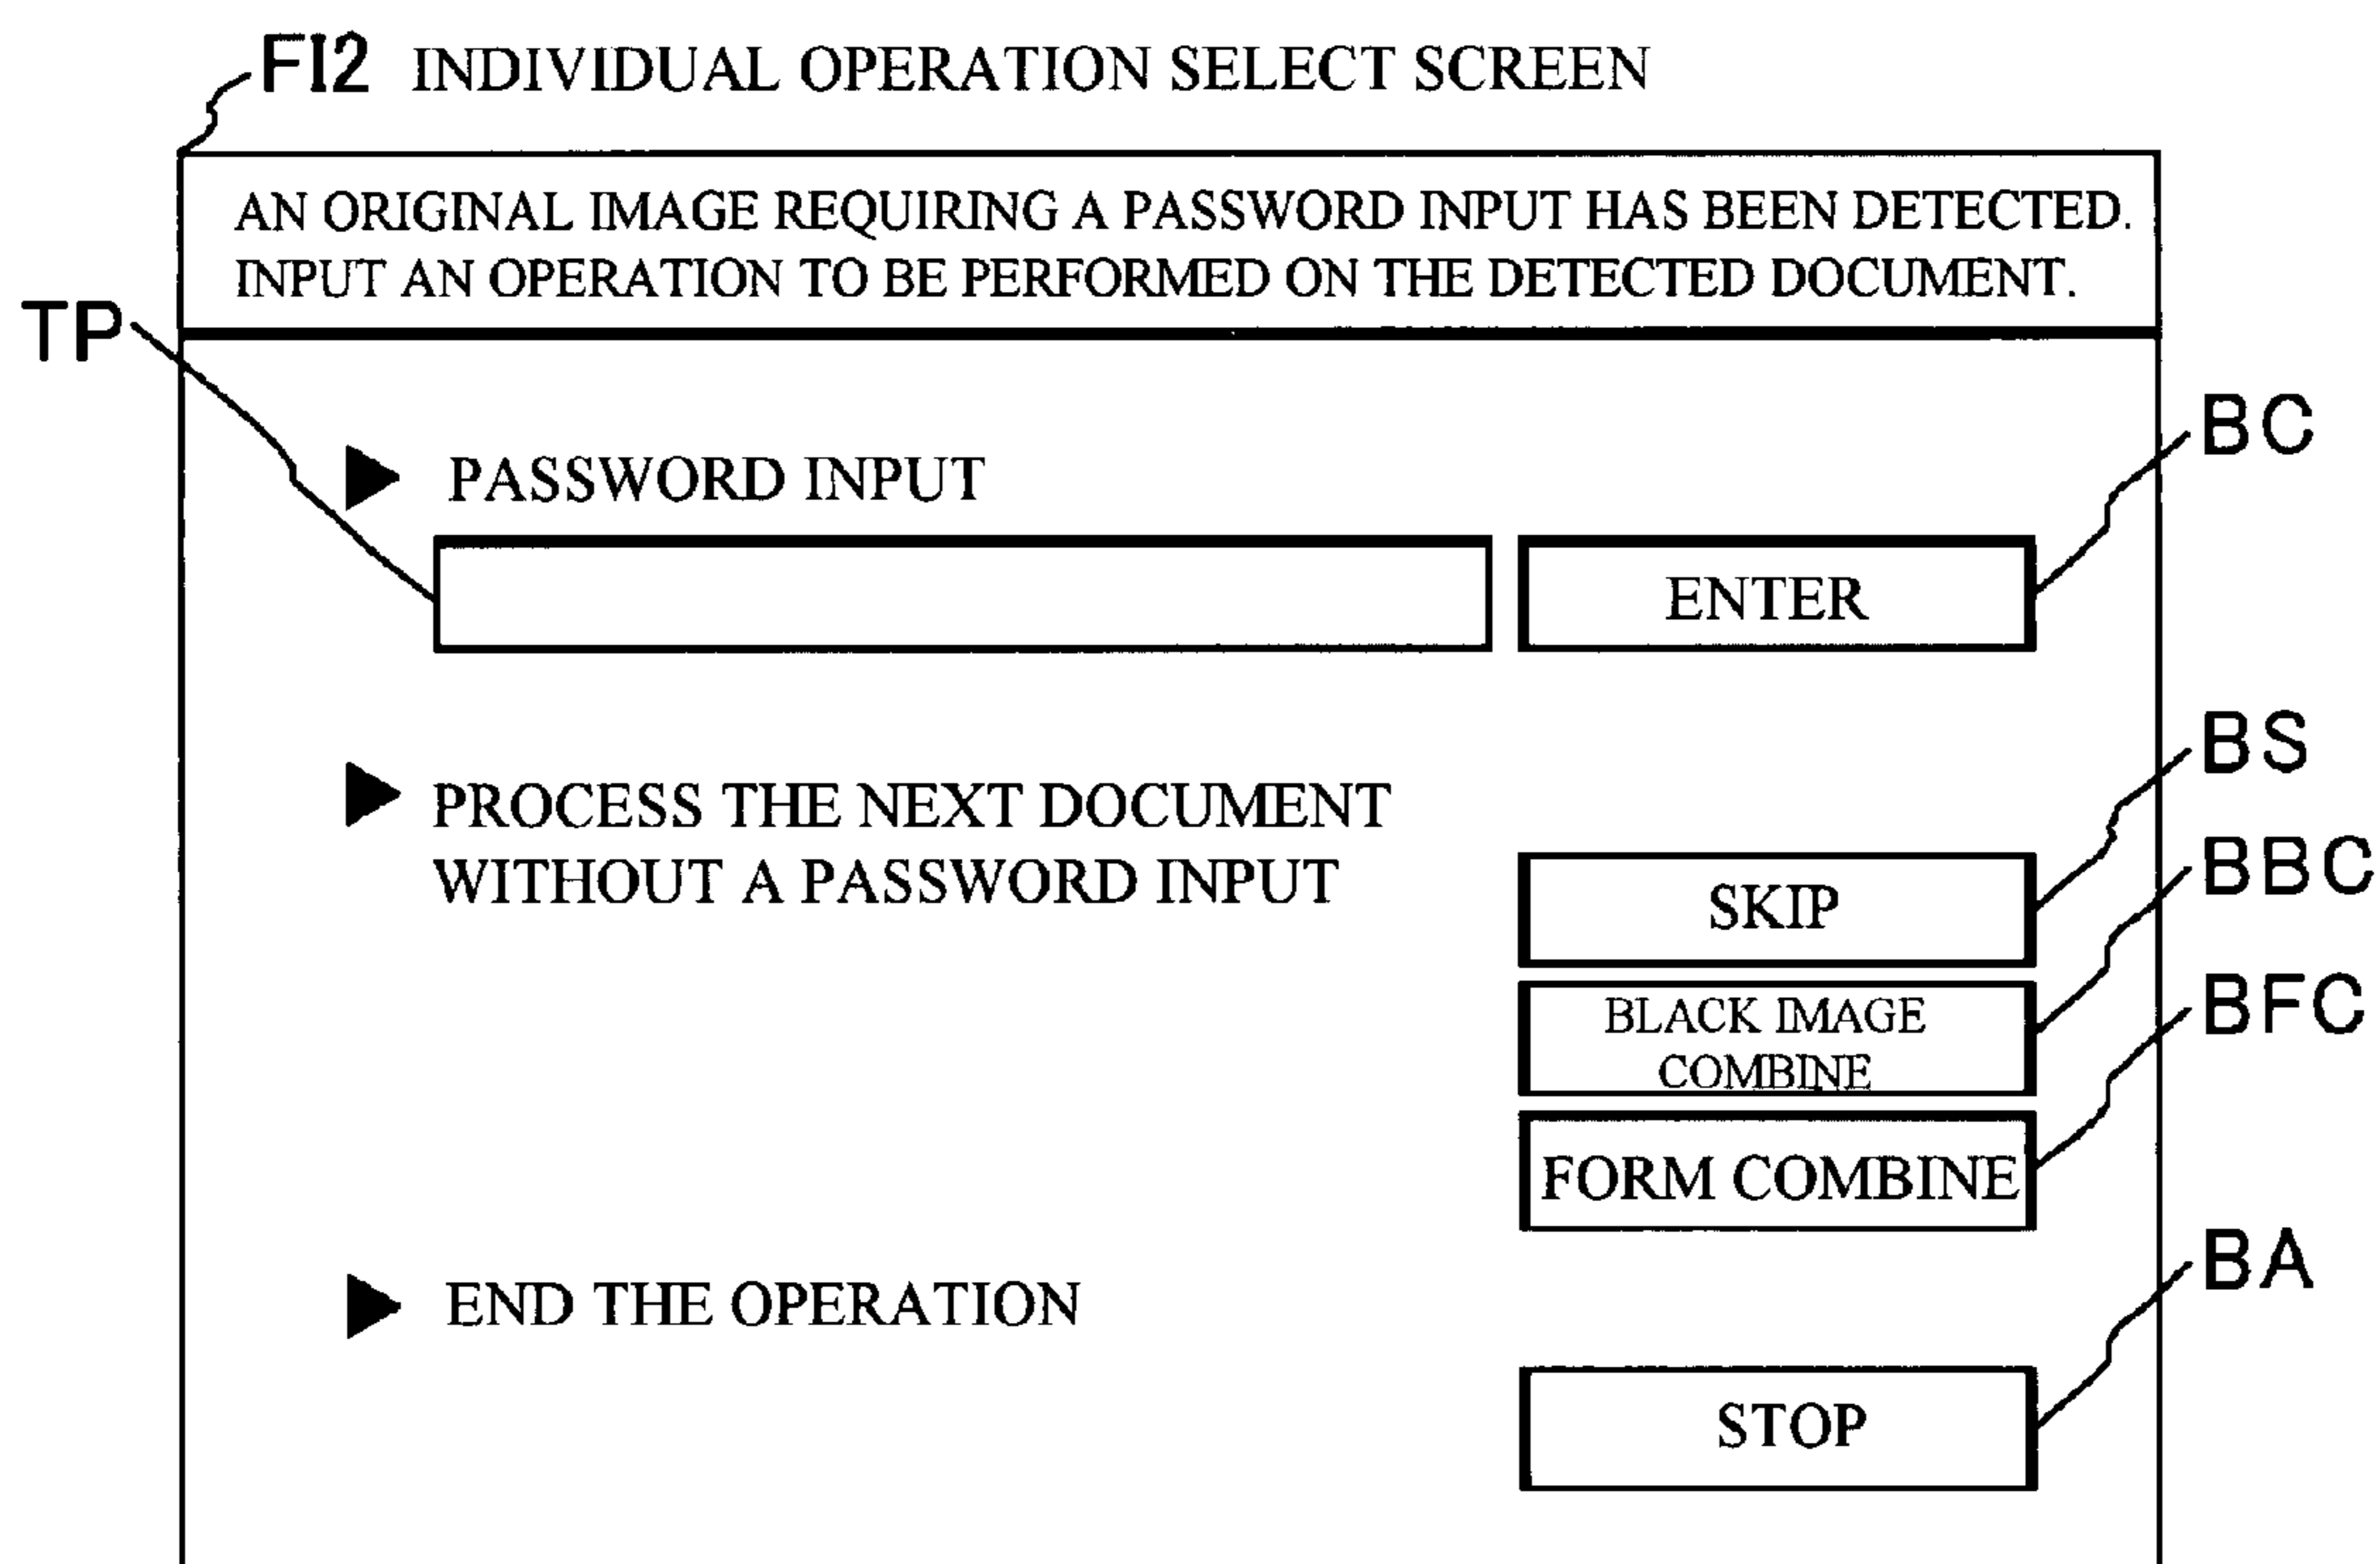 FI2 INDIVIDUAL OPERATION SELECT SCREEN
AN ORIGINAL IMAGE REQUIRING A PASSWORD INPUT HAS BEEN DETECTED.
INPUT AN OPERATION TO BE PERFORMED ON THE DETECTED DOCUMENT.
TP
BC
PASSWORD INPUT
ENTER
BS
PROCESS THE NEXT DOCUMENT
WITHOUT A PASSWORD INPUT
BBC
SKIP
BFC
BLACK IMAGE
COMBINE
FORM COMBINE
BA
END THE OPERATION
STOP